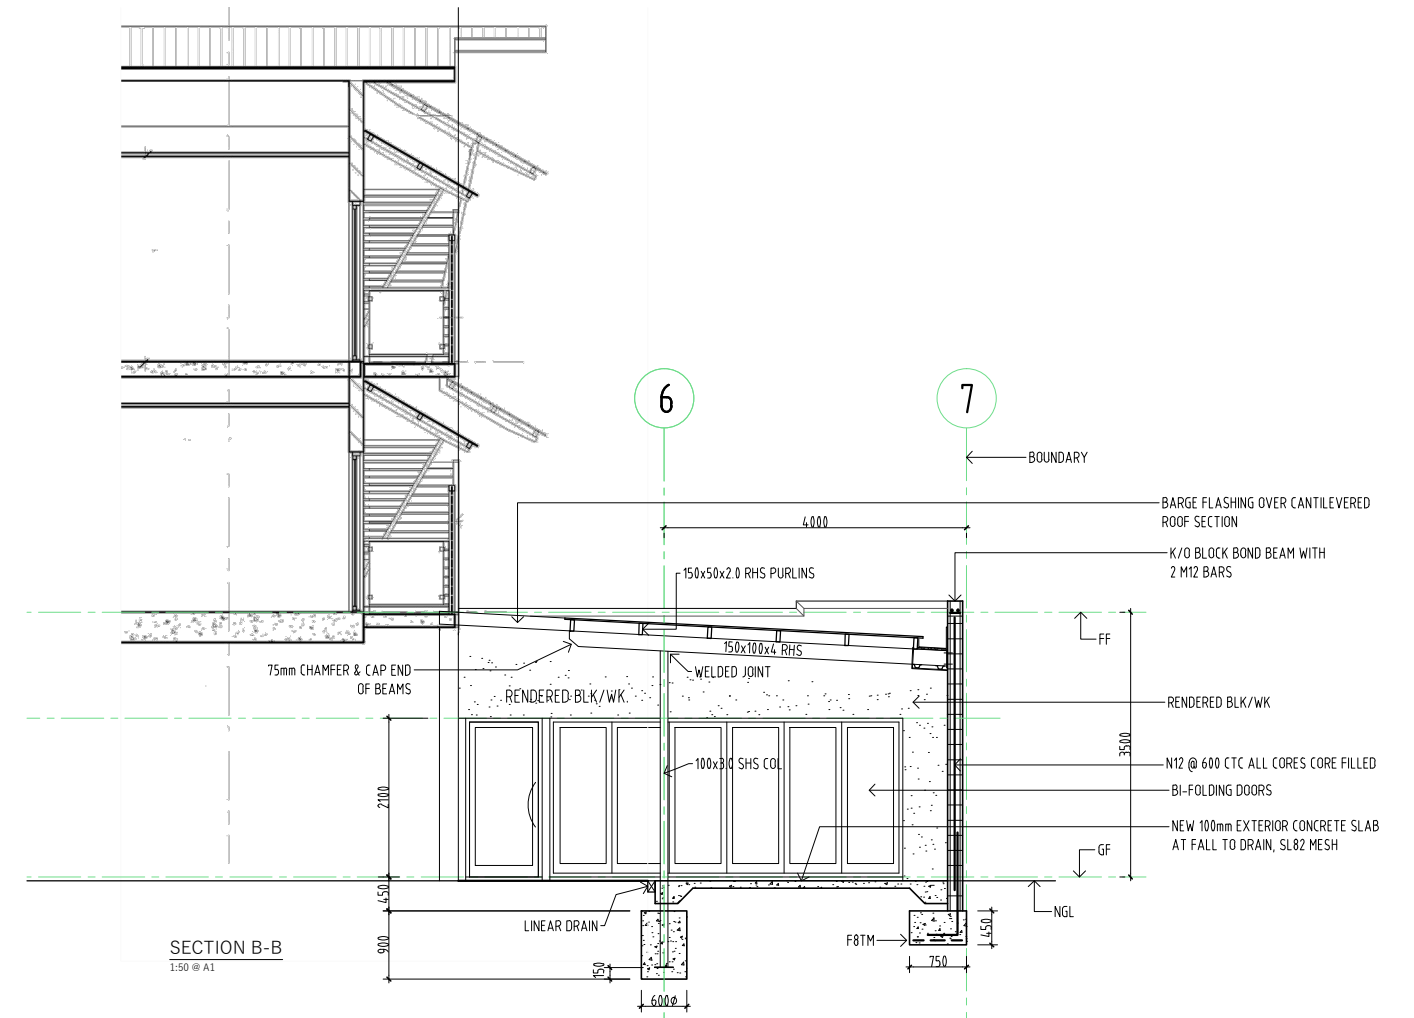 6
7
BOUNDARY
BARGE FLASHING OVER CANTILEVERED
ROOF SECTION
4000
K/O BLOCK BOND BEAM WITH
2 M12 BARS
150x50x2.0 RHS PURLINS
FF
150x100x4 RHS
75mm CHAMFER & CAP END
OF BEAMS
WELDED JOINT
RENDERED BLK/WK.
RENDERED BLK/WK
3500
100x3.0 SHS COL
N12 @ 600 CTC ALL CORES CORE FILLED
BI-FOLDING DOORS
2100
NEW 100mm EXTERIOR CONCRETE SLAB
AT FALL TO DRAIN, SL82 MESH
GF
450
NGL
LINEAR DRAIN
F8TM
450
900
SECTION B-B
1:50 @ A1
150
750
600ø